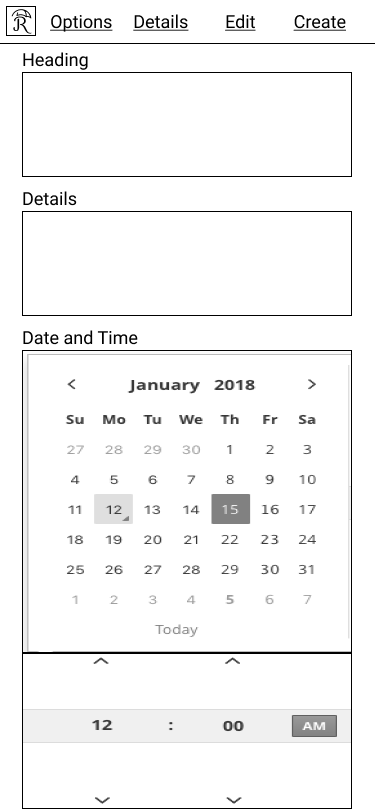 R Options Details Edit Create
Heading
Details
Date and Time
< January 2018 >
Su Mo Tu We Th Fr Sa
27 28 29 30 1 2 3
4 5 6 7 8 9 10
11 12 13 14 15 16 17
18 19 20 21 22 23 24
25 26 27 28 29 30 31
1 2 3 4 5 6 7
Today
12 : 00 AM